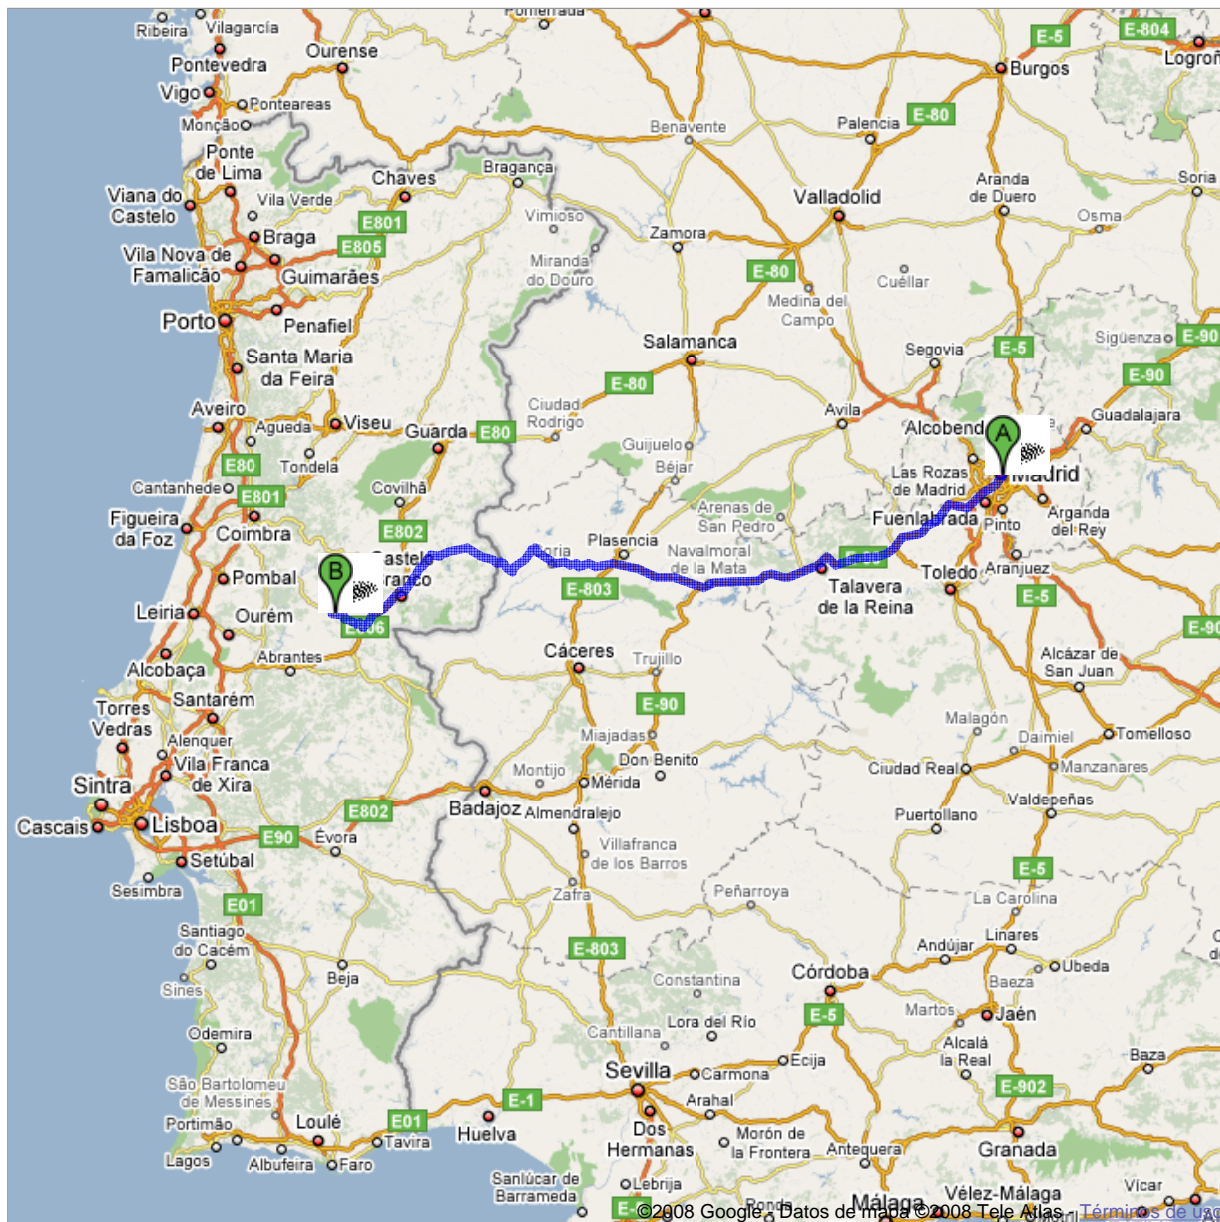 Ribeira
Vilagarcía
Pontevedra
Ourense
Vigo
Ponteareas
Monção
E-5
E-804
Burgos
E-80
Palencia
Benavente
Ponte
de Lima
Bragança
Chaves
Viana do
Castelo
Vila Verde
E801
Braga
E805
Vimioso
Zamora
Valladolid
Aranda
de Duero
Soria
Osma
Vila Nova de
Famalicão
Guimarães
Miranda
do Douro
E-80
Cuéllar
Medina del
Campo
Porto
Penafiel
Salamanca
Segovia
E-5
Sigüenza
E-90
Santa Maria
da Feira
E-80
E-90
Aveiro
Agueda
Viseu
Guarda
E80
Ciudad
Rodrigo
Avila
Guadalajara
Alcobend
A
Guijuelo
Béjar
Tondela
E80
Cantanhede
E801
Covilhã
Las Rozas
de Madrid
Madrid
Arenas de
San Pedro
Figueira
da Foz
Coimbra
E802
Fuenlabrada
Pinto
Arganda
del Rey
Plasencia
Navalmoral
de la Mata
Castelo
Branco
B
Pombal
E-803
Talavera
de la Reina
Toledo
Aranjuez
E-5
Leiria
Ourém
E-90
Alcobaça
Abrantes
Cáceres
Trujillo
Alcázar de
San Juan
Santarém
E-90
Torres
Vedras
Alenquer
Miajadas
Malagón
Daimiel
Tomelloso
Vila Franca
de Xira
Don Benito
Montijo
Mérida
Ciudad Real
Manzanares
Sintra
Badajoz
Almendralejo
Valdepeñas
Puertollano
Cascais
Lisboa
E90
E802
Évora
Villafranca
de los Barros
Setúbal
Sesimbra
E-5
Zafra
Peñarroya
La Carolina
E01
Santiago
do Cacém
E-803
Andújar
Linares
Ubeda
Baeza
Sines
Beja
Constantina
Córdoba
E-5
Martos
Jaén
Odemira
Cantillana
Lora del Río
Alcalá
la Real
Baza
Ecija
Sevilla
Carmona
São Bartolomeu
de Messines
E-902
Portimão
Loulé
E01
E-1
Arahal
Huelva
Dos
Hermanas
Morón de
la Frontera
Antequera
Granada
Tavira
Lagos
Albufeira
Faro
Sanlúcar de
Barrameda
Lebrija
Ronda
Málaga
Vélez-Málaga
Vícar
©2008 Google - Datos de mapa ©2008 Tele Atlas - Términos de uso